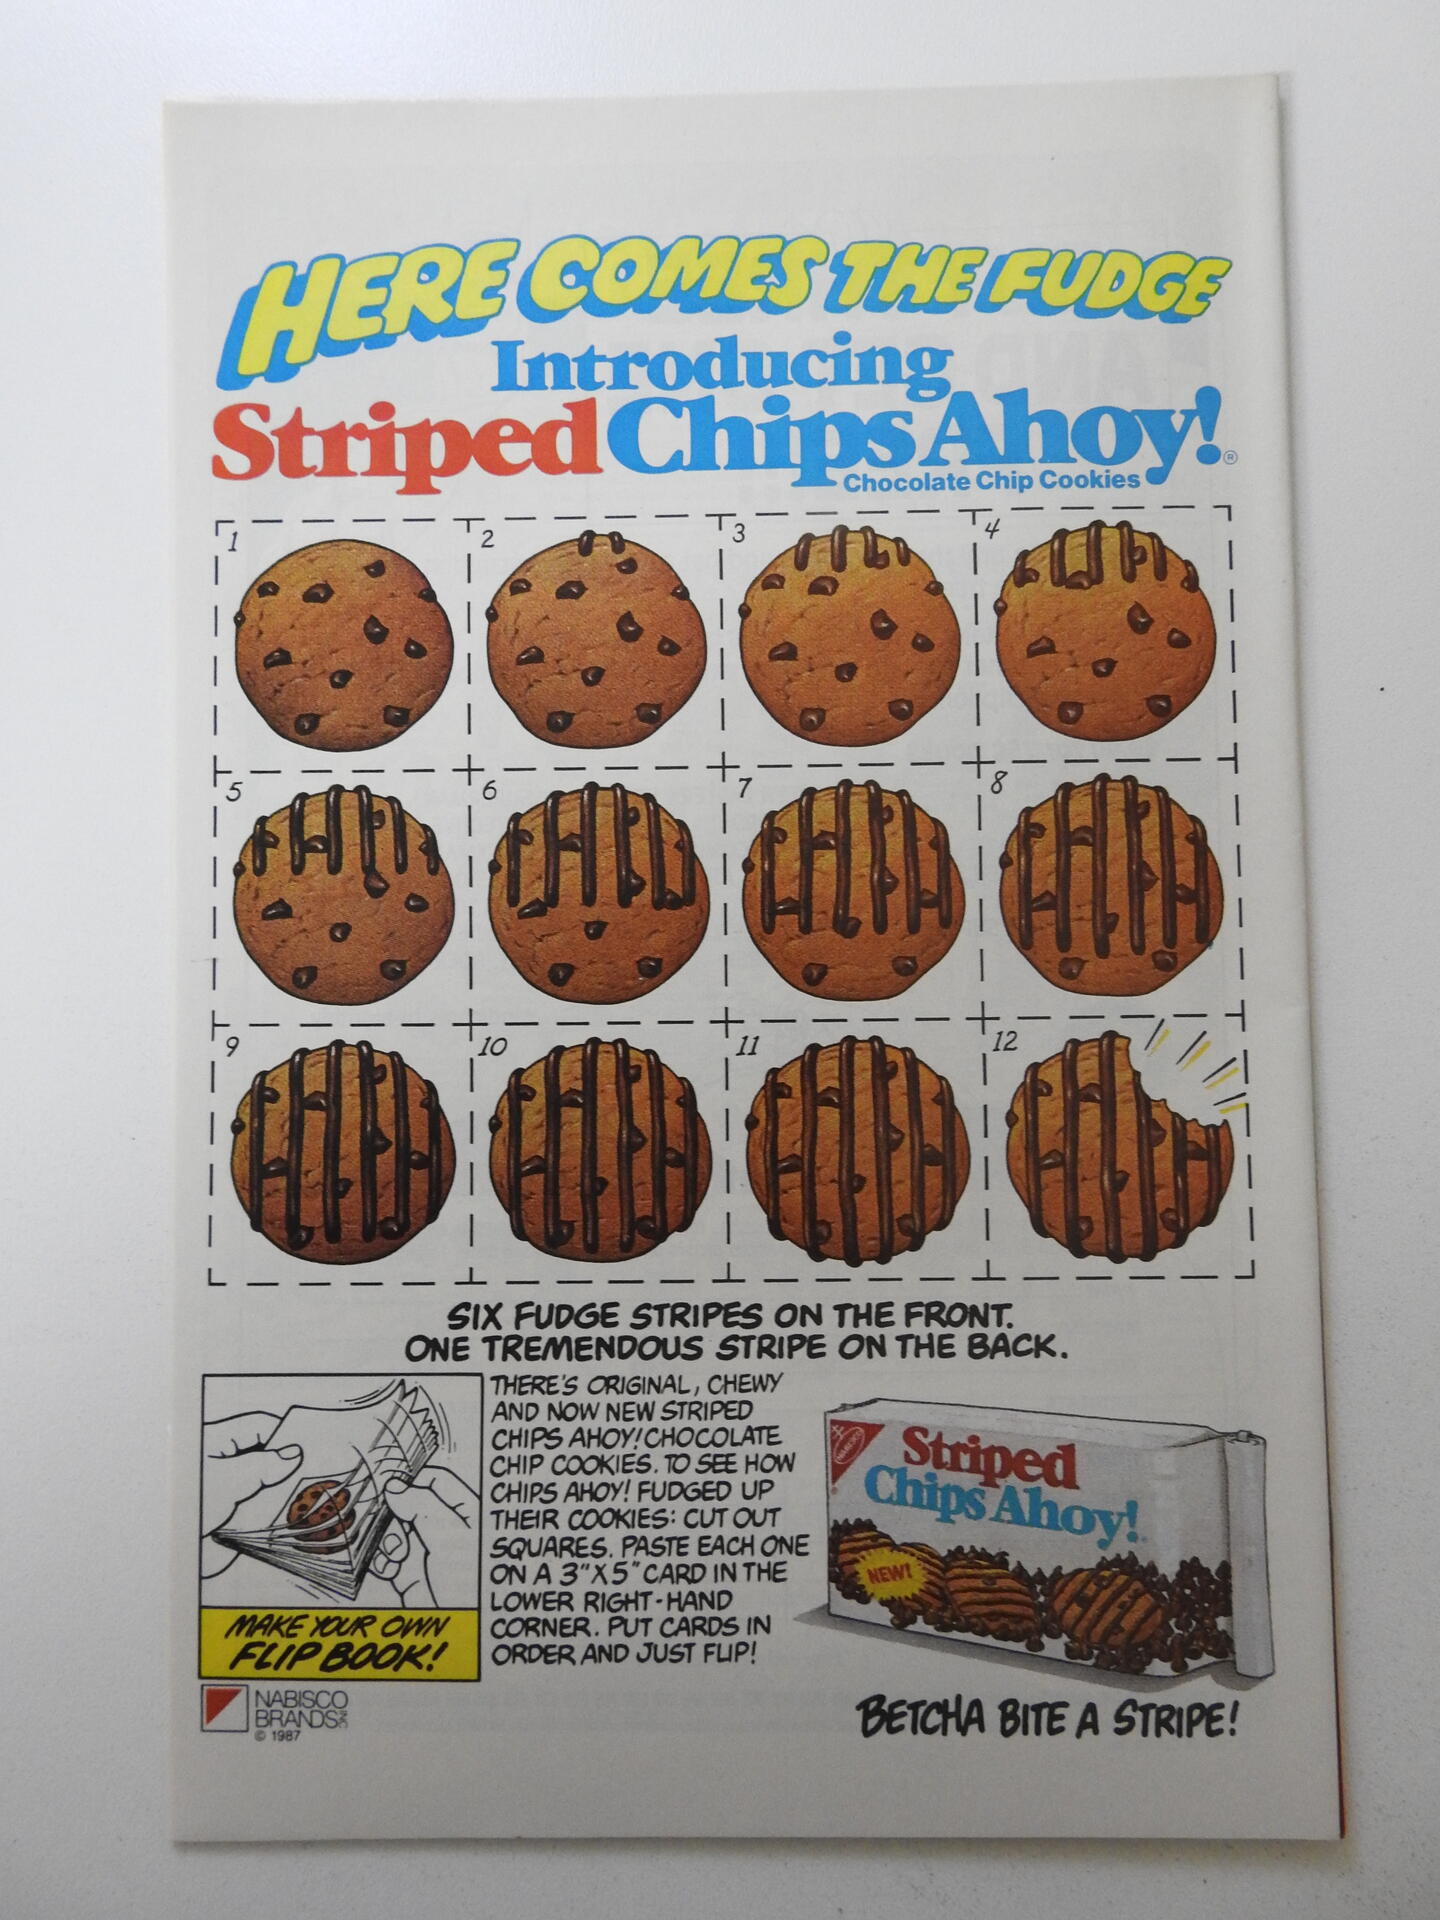 HERE COMES THE FUDGE
Introducing
Striped Chips Ahoy!®
Chocolate Chip Cookies
1
2
3
4
5
6
7
8
9
10
11
12
SIX FUDGE STRIPES ON THE FRONT.
ONE TREMENDOUS STRIPE ON THE BACK.
THERE'S ORIGINAL, CHEWY
AND NOW NEW STRIPED
CHIPS AHOY! CHOCOLATE
CHIP COOKIES. TO SEE HOW
CHIPS AHOY! FUDGED UP
THEIR COOKIES: CUT OUT
SQUARES. PASTE EACH ONE
ON A 3"X5" CARD IN THE
LOWER RIGHT-HAND
CORNER. PUT CARDS IN
ORDER AND JUST FLIP!
MAKE YOUR OWN
FLIP BOOK!
NABISCO
Striped
Chips Ahoy!
NEW!
NABISCO
BRANDS INC
© 1987
BETCHA BITE A STRIPE!